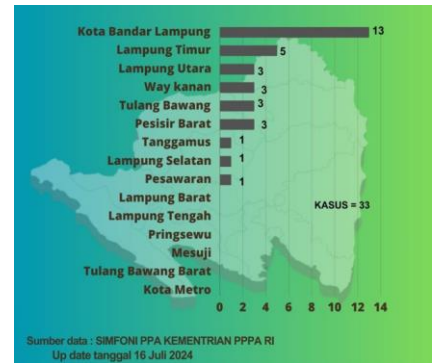 Kota Bandar Lampung 13
Lampung Timur 5
Lampung Utara 3
Way kanan 3
Tulang Bawang 3
Pesisir Barat 3
Tanggamus 1
Lampung Selatan 1
Pesawaran 1
Lampung Barat
Lampung Tengah
KASUS = 33
Pringsewu
Mesuji
Tulang Bawang Barat
Kota Metro
0 2 4 6 8 10 12 14
Sumber data : SIMFONI PPA KEMENTRIAN PPPA RI
Up date tanggal 16 Juli 2024